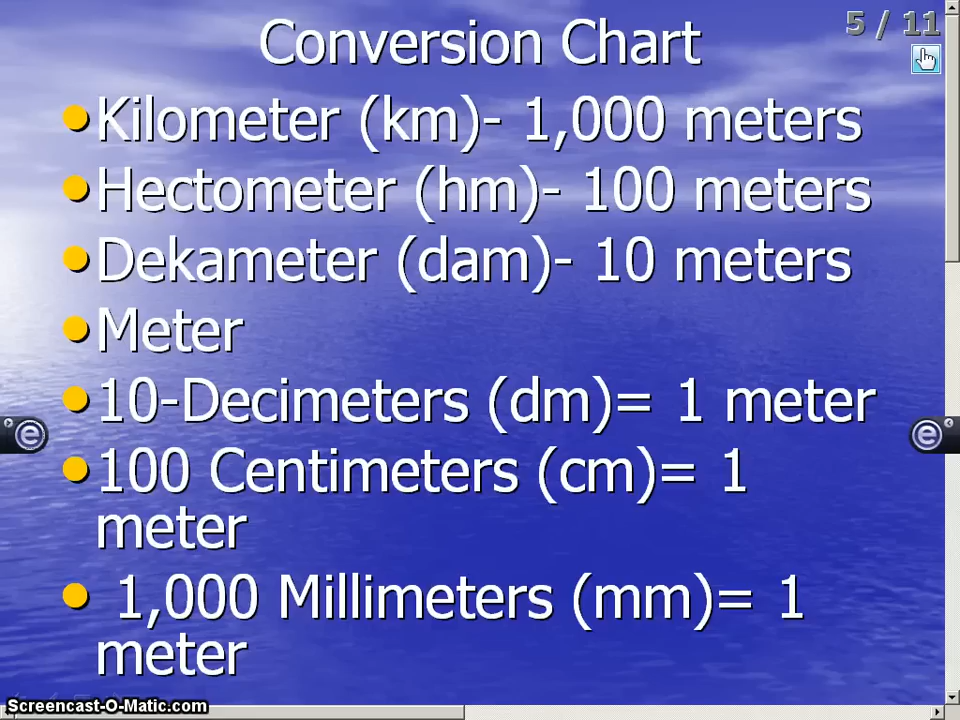 Conversion Chart
5 / 11
•Kilometer (km)- 1,000 meters
•Hectometer (hm)- 100 meters
•Dekameter (dam)- 10 meters
•Meter
•10-Decimeters (dm)= 1 meter
•100 Centimeters (cm)= 1
meter
• 1,000 Millimeters (mm)= 1
meter
Screencast-O-Matic.com